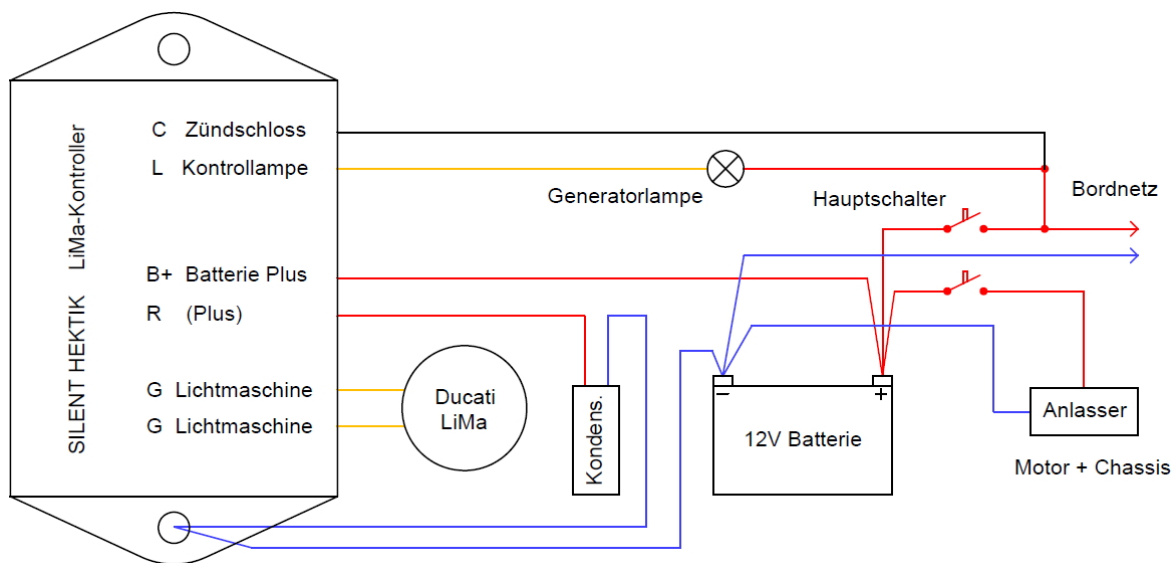 SILENT HEKTIK LiMa-Kontroller
C Zündschloss
L Kontrollampe
B+ Batterie Plus
R (Plus)
G Lichtmaschine
G Lichtmaschine
Generatorlampe
Hauptschalter
Bordnetz
Ducati
LiMa
Kondens.
− +
12V Batterie
Anlasser
Motor + Chassis